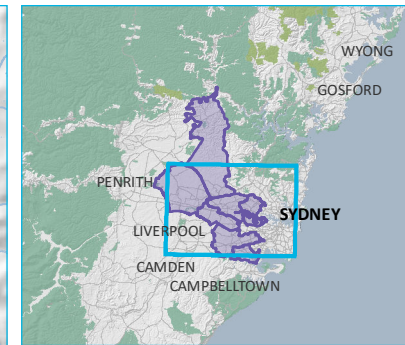 WYONG
GOSFORD
PENRITH
SYDNEY
LIVERPOOL
CAMDEN
CAMPBELLTOWN